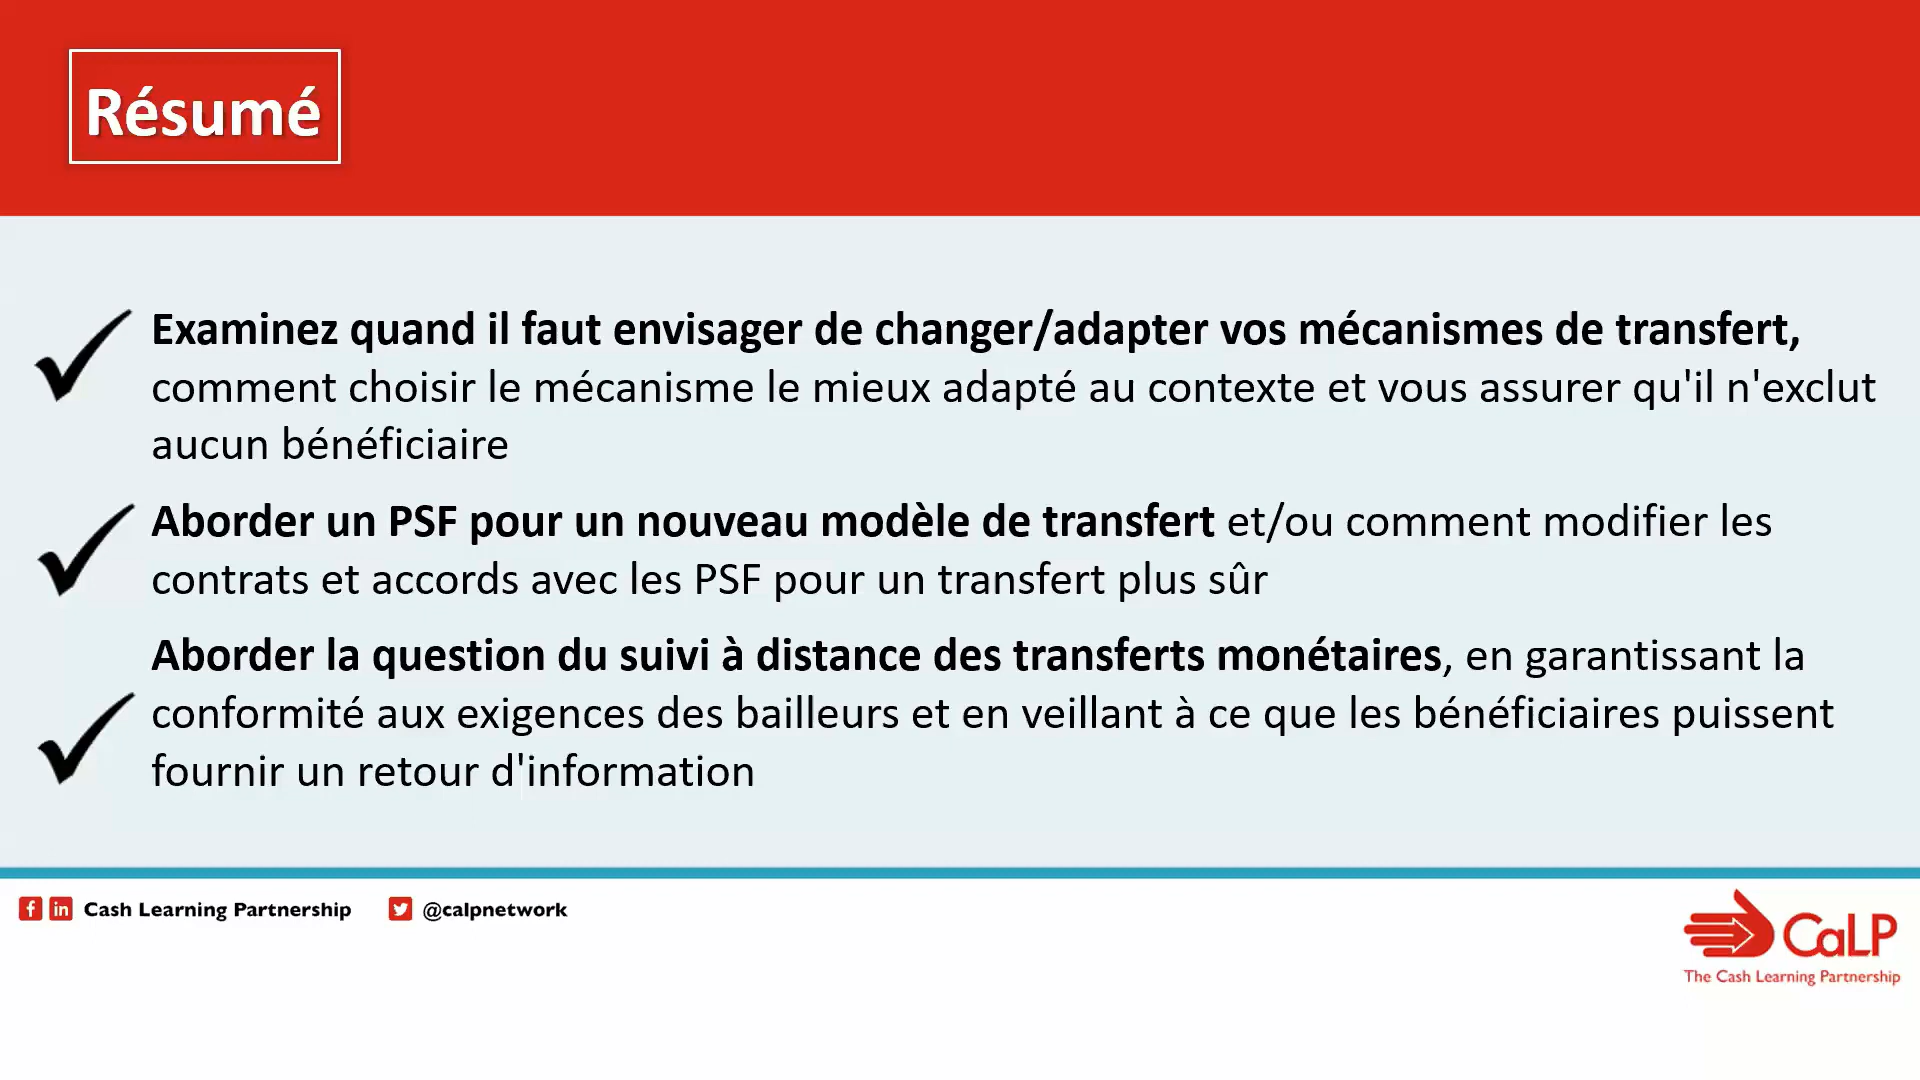 Résumé
Examinez quand il faut envisager de changer/adapter vos mécanismes de transfert,
comment choisir le mécanisme le mieux adapté au contexte et vous assurer qu'il n'exclut
aucun bénéficiaire
Aborder un PSF pour un nouveau modèle de transfert et/ou comment modifier les
contrats et accords avec les PSF pour un transfert plus sûr
Aborder la question du suivi à distance des transferts monétaires, en garantissant la
conformité aux exigences des bailleurs et en veillant à ce que les bénéficiaires puissent
fournir un retour d'information
Cash Learning Partnership @calpnetwork
CaLP
The Cash Learning Partnership